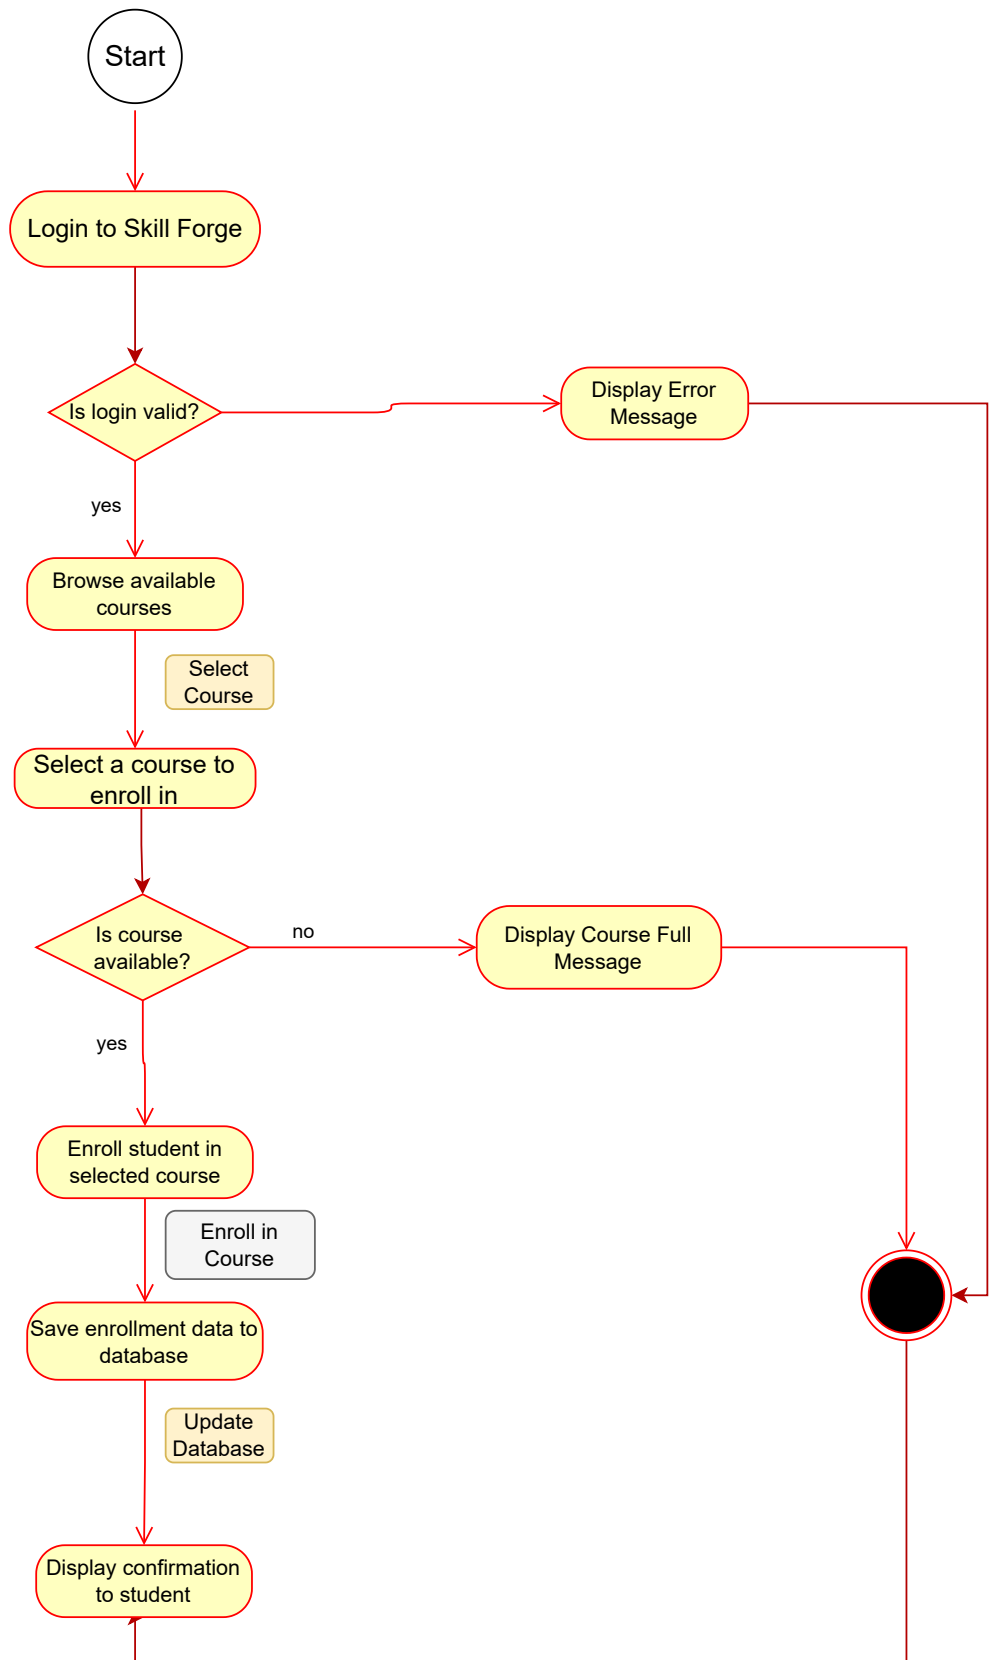 Start
Login to Skill Forge
Is login valid?
Display Error
Message
yes
Browse available
courses
Select
Course
Select a course to
enroll in
Is course
available?
no
Display Course Full
Message
yes
Enroll student in
selected course
Enroll in
Course
Save enrollment data to
database
Update
Database
Display confirmation
to student